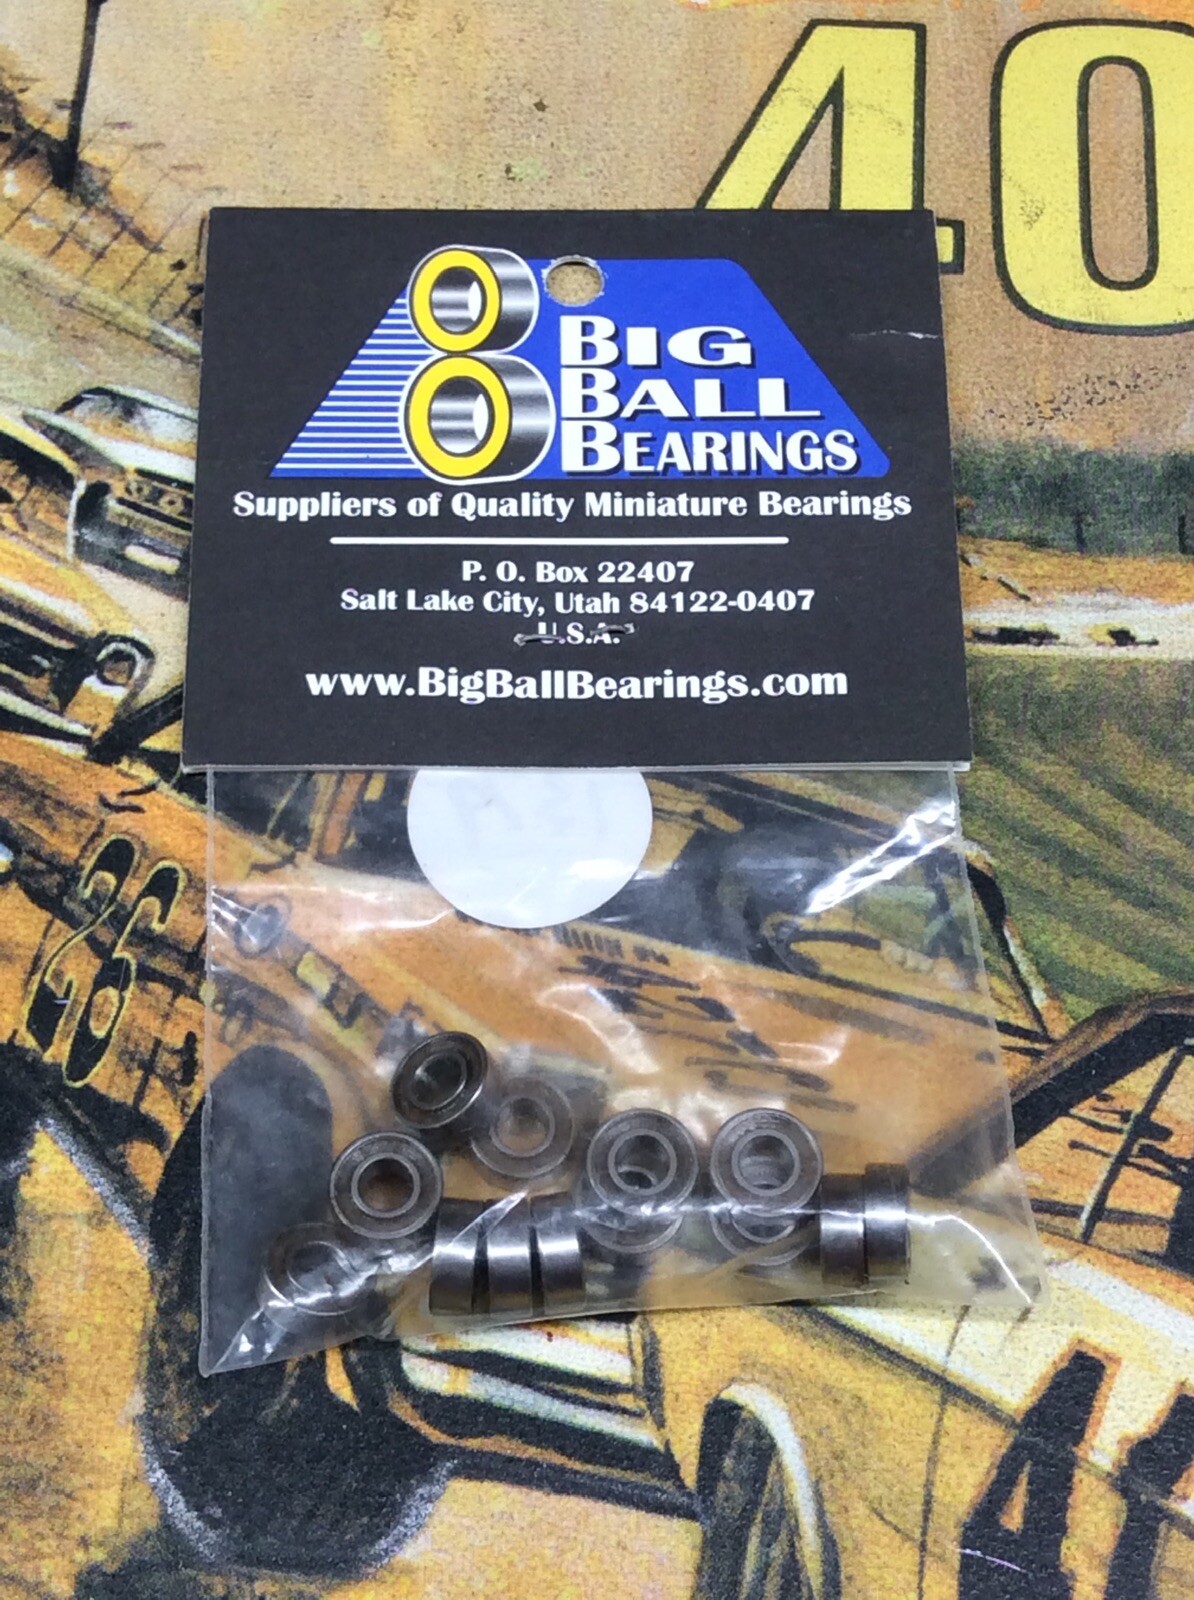 40
BIG
BALL
BEARINGS
Suppliers of Quality Miniature Bearings
P. O. Box 22407
Salt Lake City, Utah 84122-0407
U.S.A.
www.BigBallBearings.com
26